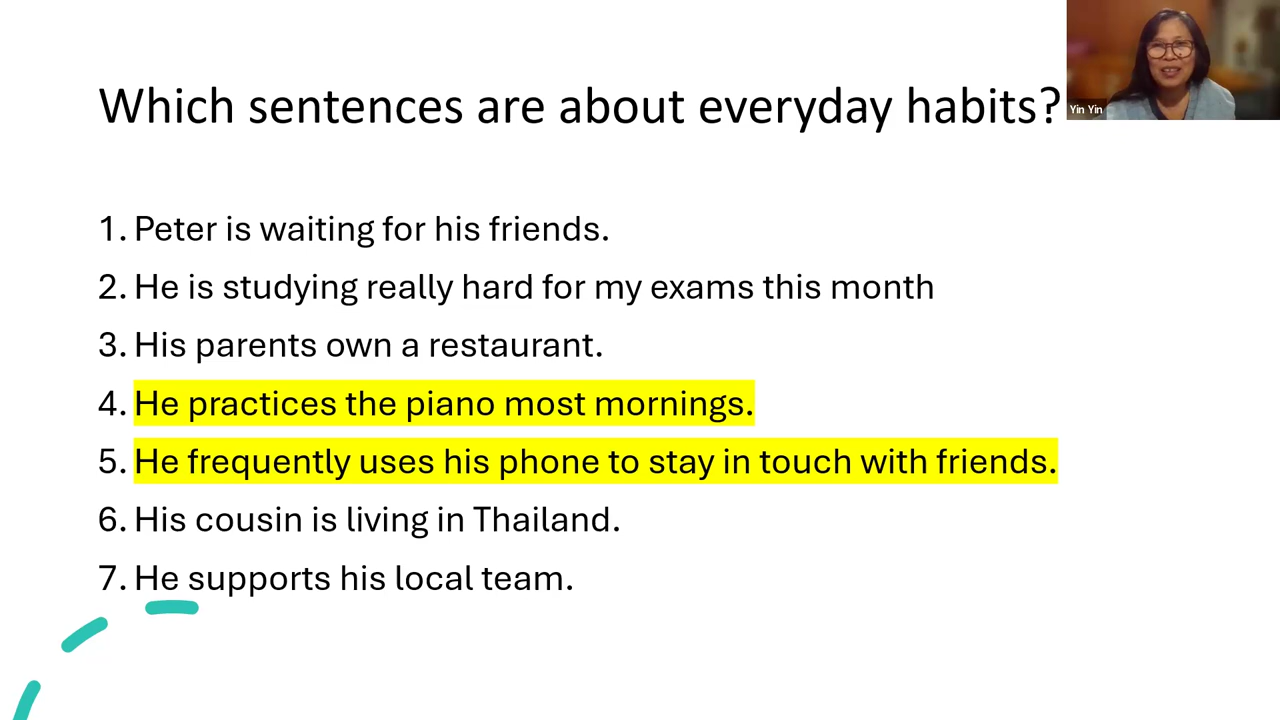 Which sentences are about everyday habits?
Yin Yin
1. Peter is waiting for his friends.
2. He is studying really hard for my exams this month
3. His parents own a restaurant.
4. He practices the piano most mornings.
5. He frequently uses his phone to stay in touch with friends.
6. His cousin is living in Thailand.
7. He supports his local team.